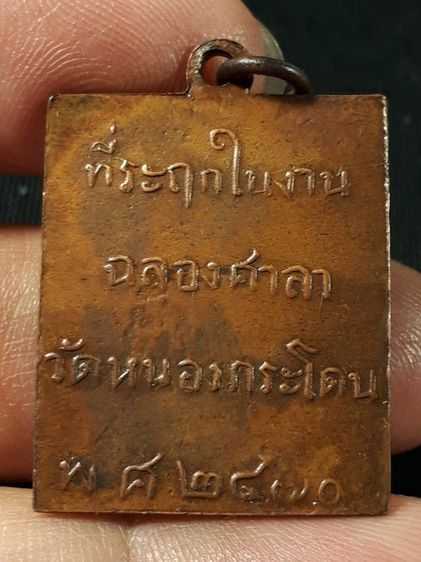 ที่ระฤกในงาน
ฉลองศาลา
วัดหนองกระโดน
พ ศ ๒๔๗๐